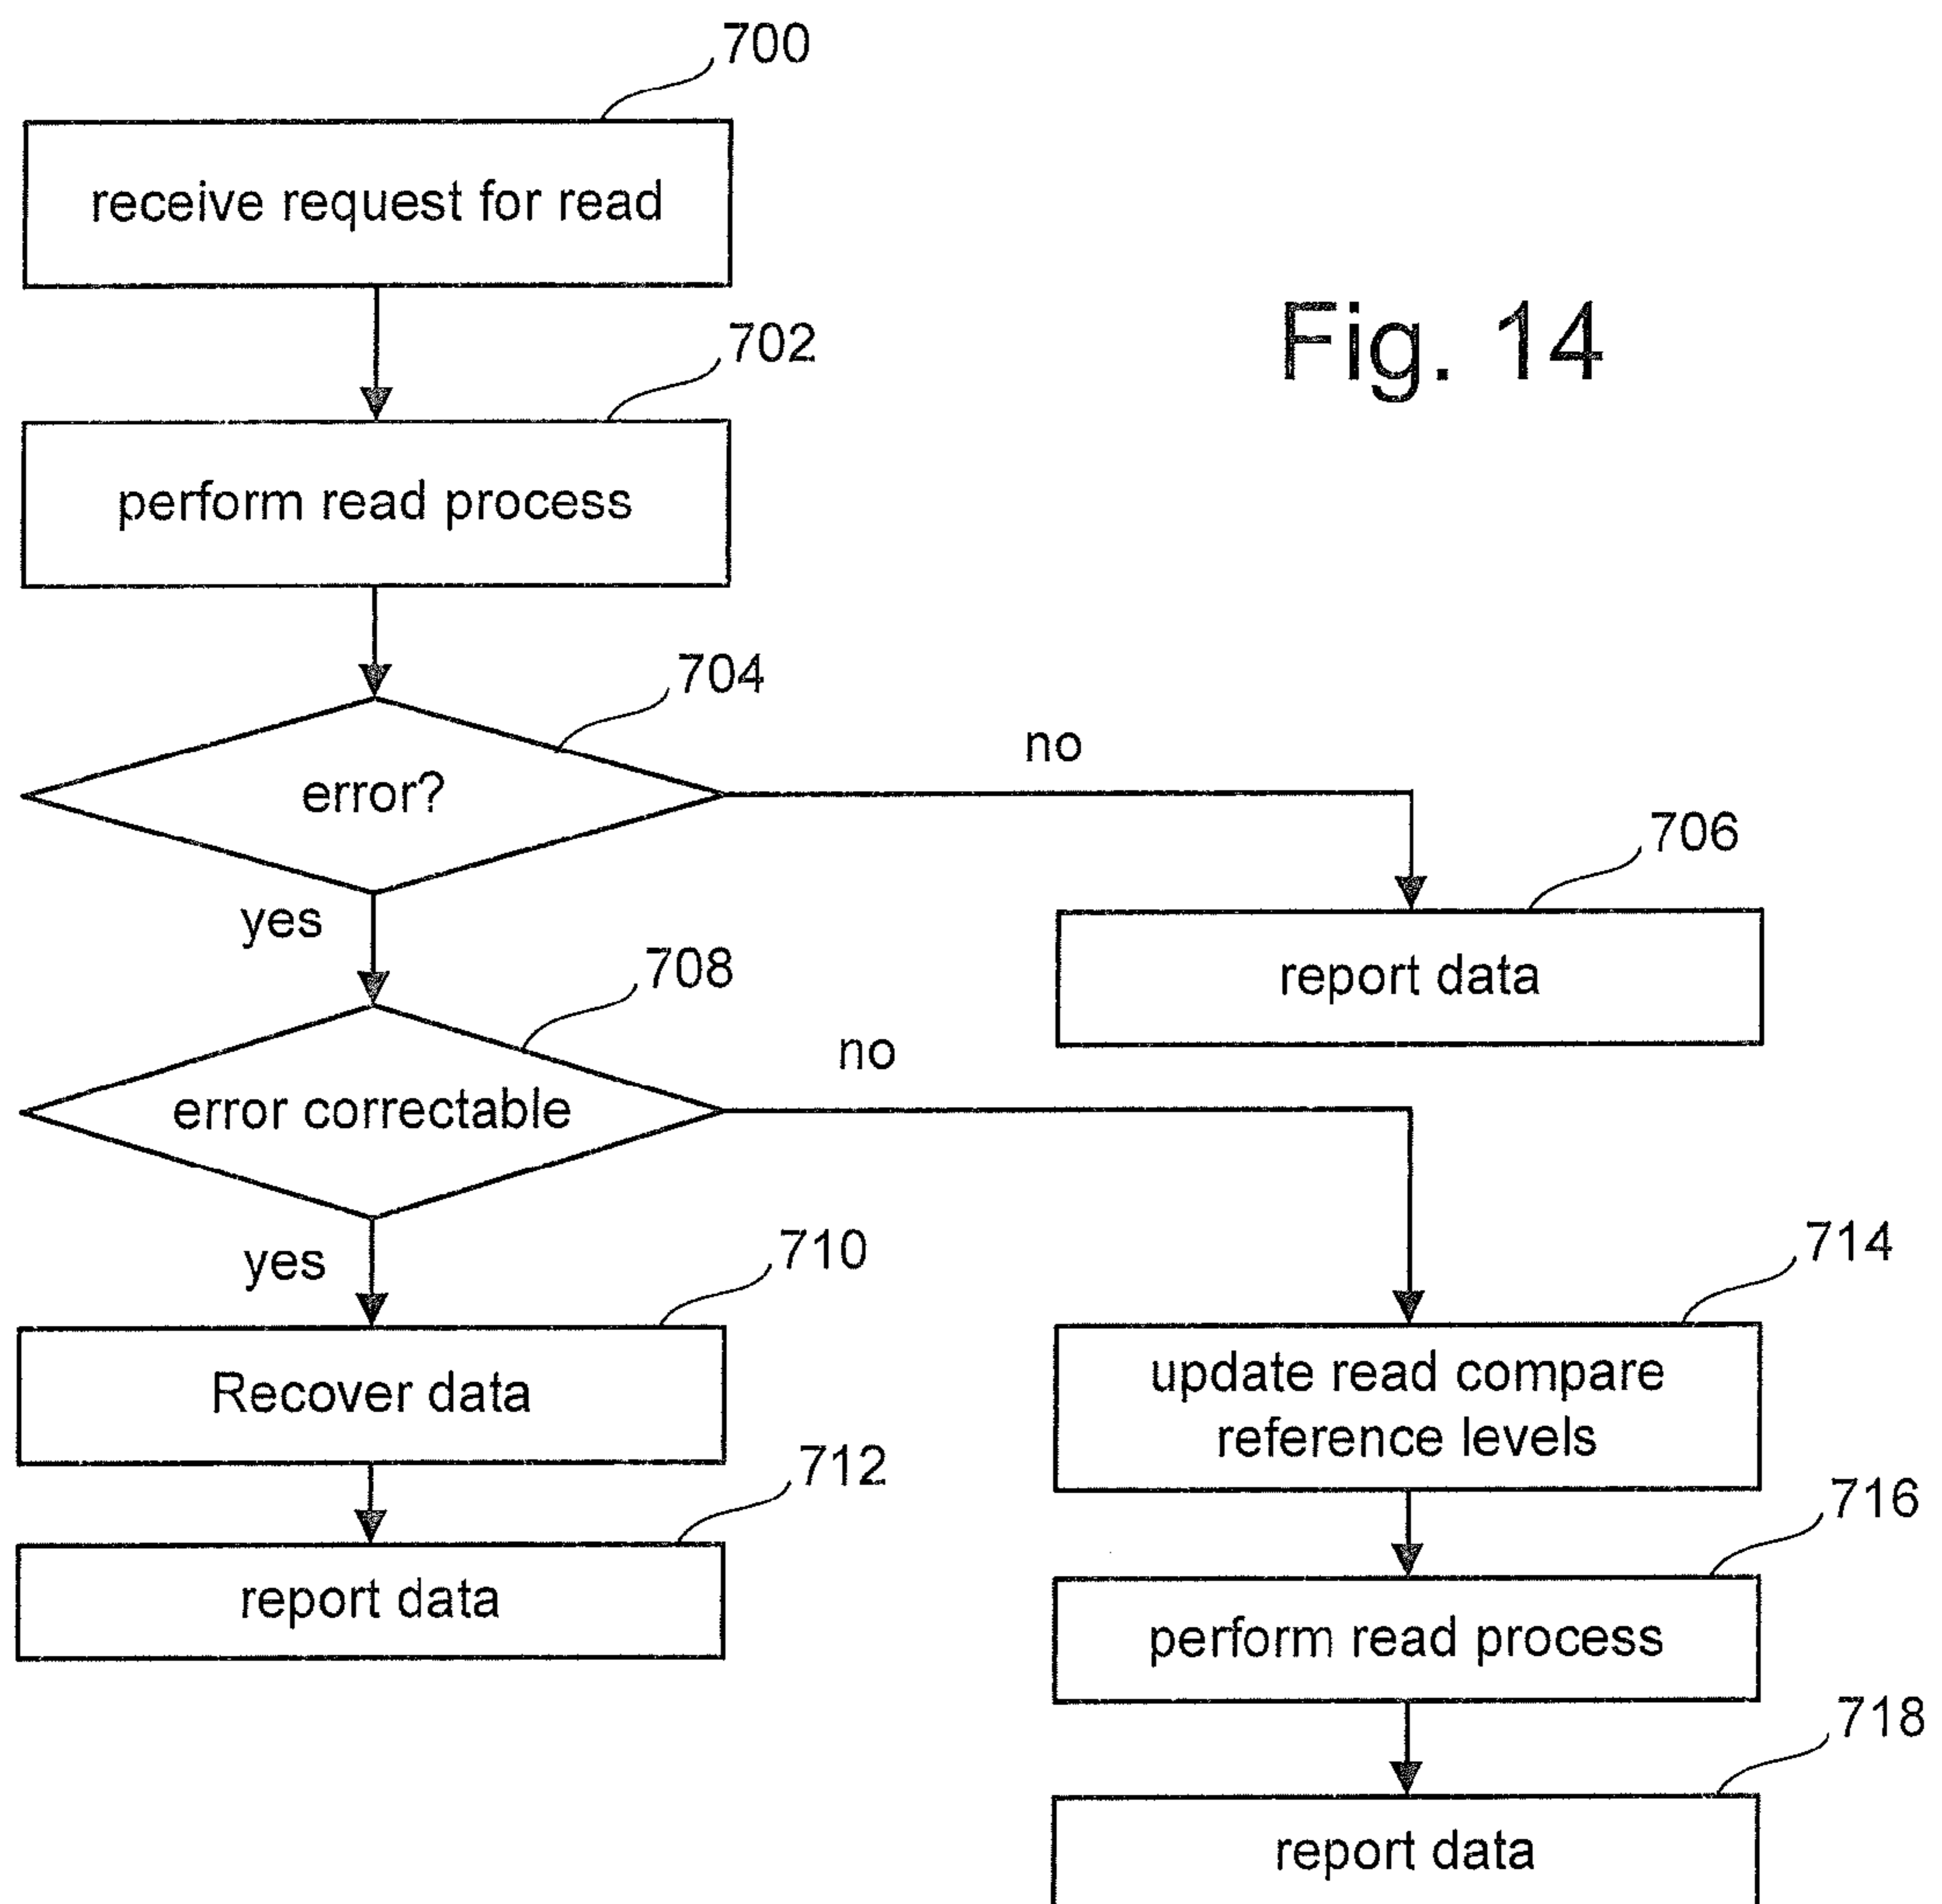 700
receive request for read
Fig. 14
702
perform read process
704
error?
no
706
report data
yes
708
error correctable
no
yes
710
Recover data
712
report data
714
update read compare
reference levels
716
perform read process
718
report data